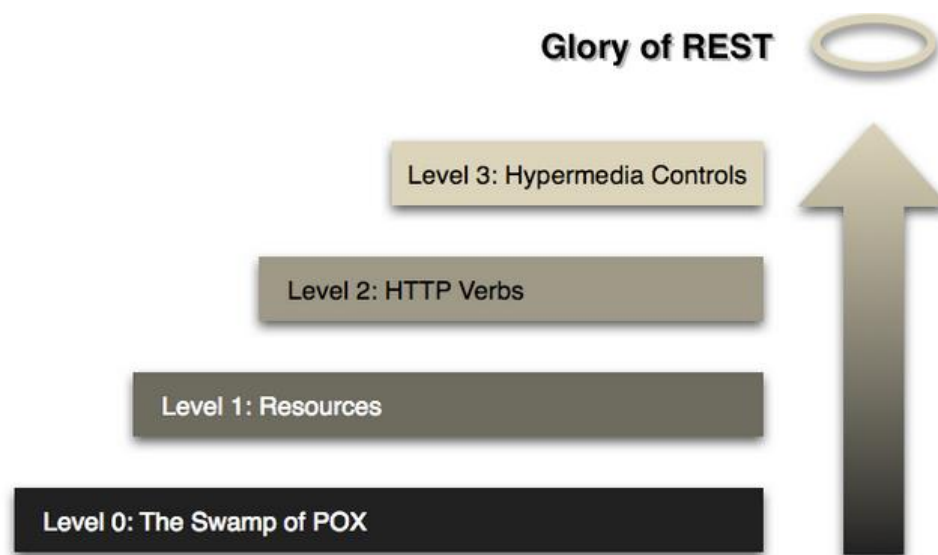 Glory of REST
Level 3: Hypermedia Controls
Level 2: HTTP Verbs
Level 1: Resources
Level 0: The Swamp of POX